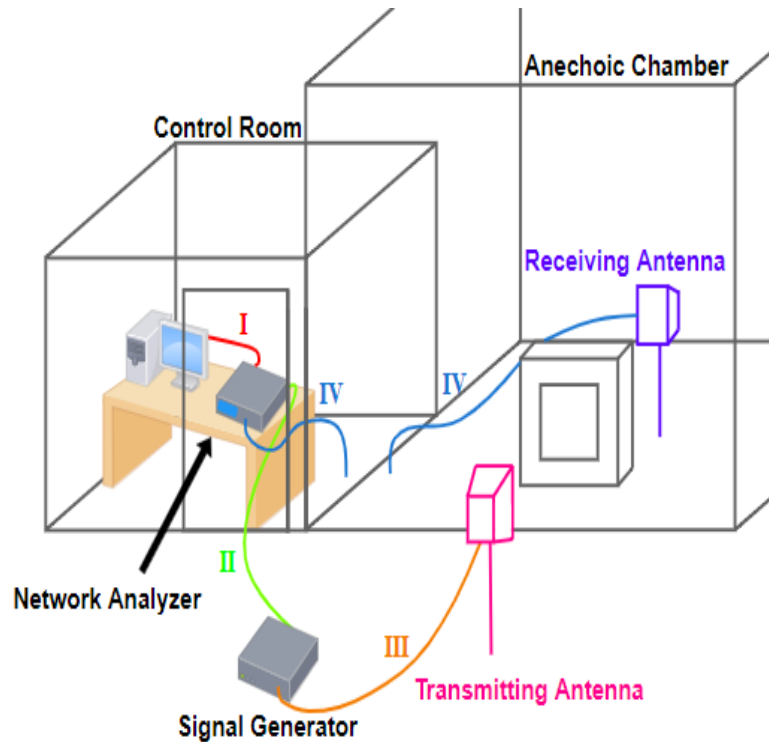 Anechoic Chamber
Control Room
Receiving Antenna
I
IV
IV
II
Network Analyzer
III
Transmitting Antenna
Signal Generator